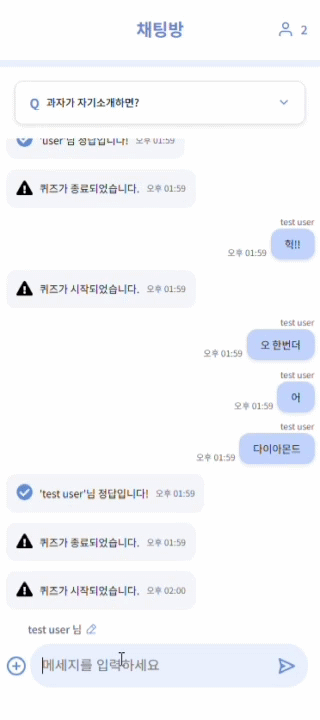 채팅방
2
Q 과자가 자기소개하면?
'user'님 정답입니다! 오후 01:59
퀴즈가 종료되었습니다. 오후 01:59
test user
헉!!
오후 01:59
퀴즈가 시작되었습니다. 오후 01:59
test user
오 한번더
오후 01:59
test user
어
오후 01:59
test user
다이아몬드
오후 01:59
'test user'님 정답입니다! 오후 01:59
퀴즈가 종료되었습니다. 오후 01:59
퀴즈가 시작되었습니다. 오후 02:00
test user 님
메세지를 입력하세요